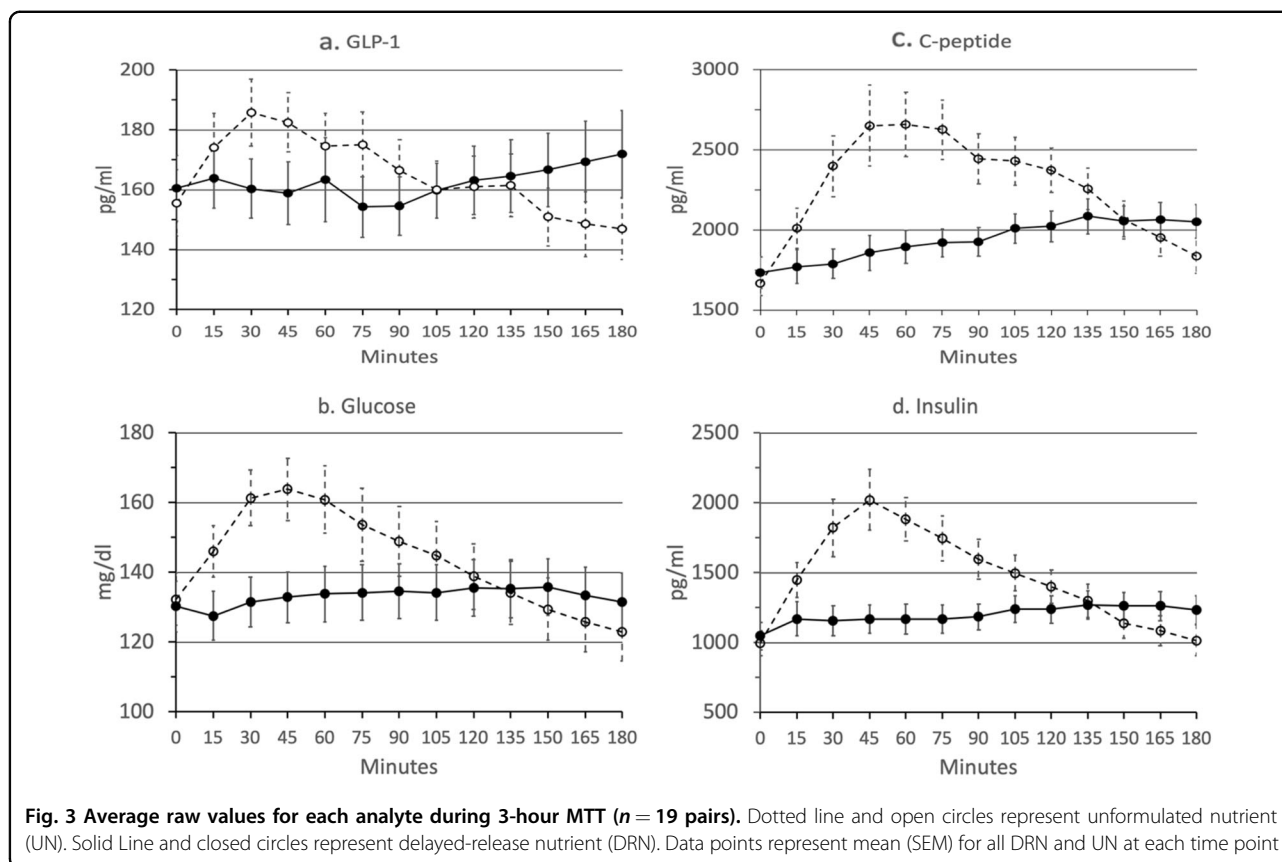 a. GLP-1
200
180
160
140
120
pg/ml
0 15 30 45 60 75 90 105 120 135 150 165 180
Minutes
C. C-peptide
3000
2500
2000
1500
pg/ml
0 15 30 45 60 75 90 105 120 135 150 165 180
Minutes
b. Glucose
180
160
140
120
100
mg/dl
0 15 30 45 60 75 90 105 120 135 150 165 180
Minutes
d. Insulin
2500
2000
1500
1000
500
pg/ml
0 15 30 45 60 75 90 105 120 135 150 165 180
Minutes
Fig. 3 Average raw values for each analyte during 3-hour MTT (n = 19 pairs). Dotted line and open circles represent unformulated nutrient
(UN). Solid Line and closed circles represent delayed-release nutrient (DRN). Data points represent mean (SEM) for all DRN and UN at each time point